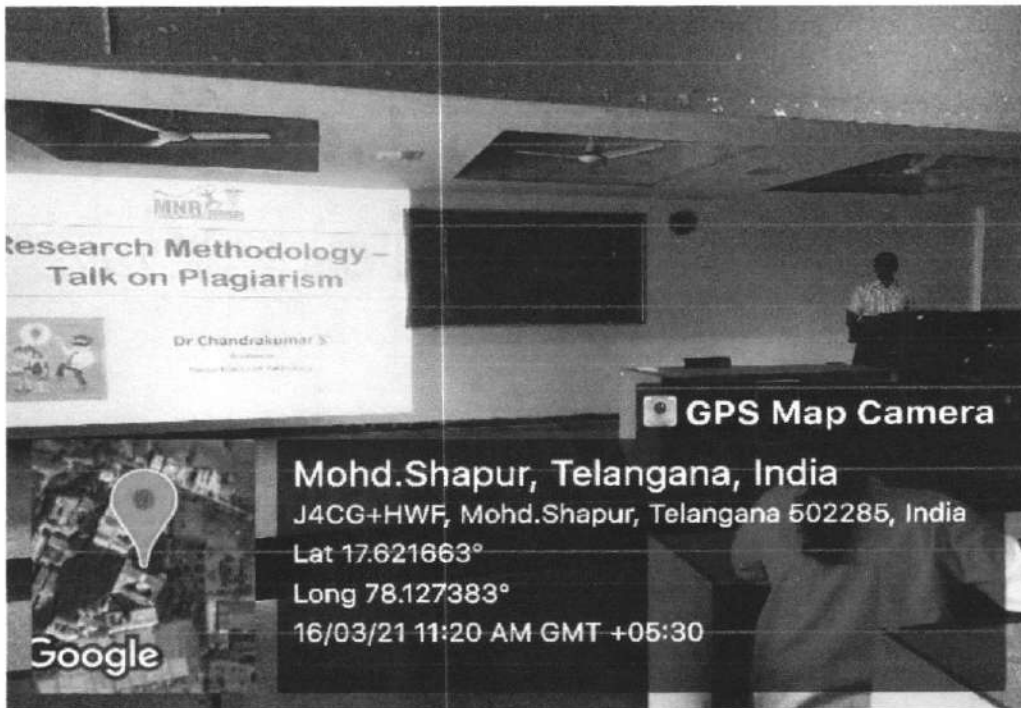 MNR
Research Methodology –
Talk on Plagiarism
Dr Chandrakumar S
GPS Map Camera
Mohd.Shapur, Telangana, India
J4CG+HWF, Mohd.Shapur, Telangana 502285, India
Lat 17.621663°
Long 78.127383°
16/03/21 11:20 AM GMT +05:30
Google